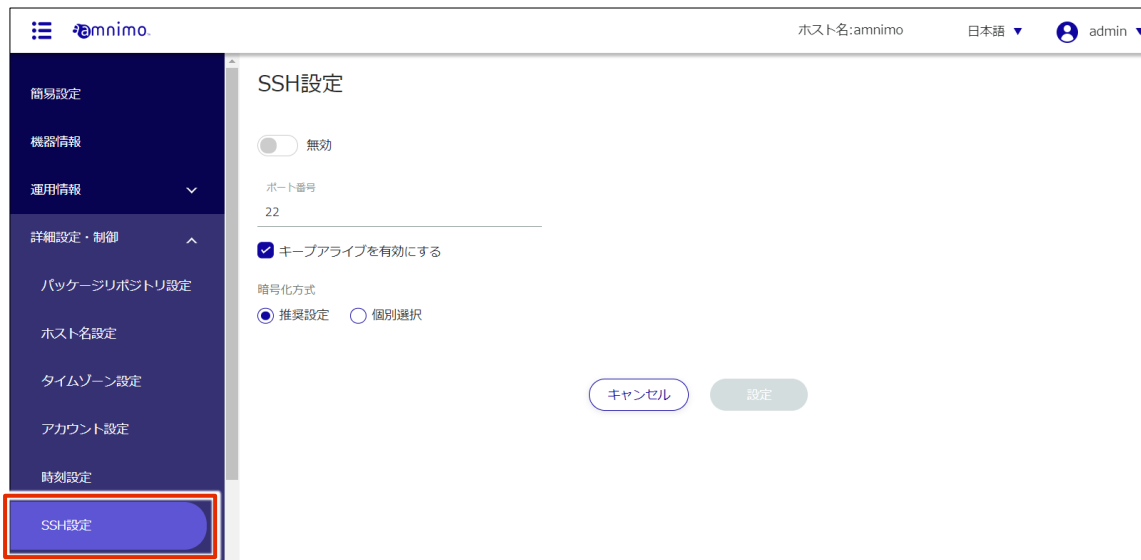 amnimo
ホスト名:amnimo
日本語 ▼
admin ▼
簡易設定
機器情報
運用情報
詳細設定・制御
パッケージリポジトリ設定
ホスト名設定
タイムゾーン設定
アカウント設定
時刻設定
SSH設定
SSH設定
無効
ポート番号
22
キープアライブを有効にする
暗号化方式
推奨設定 個別選択
キャンセル 設定